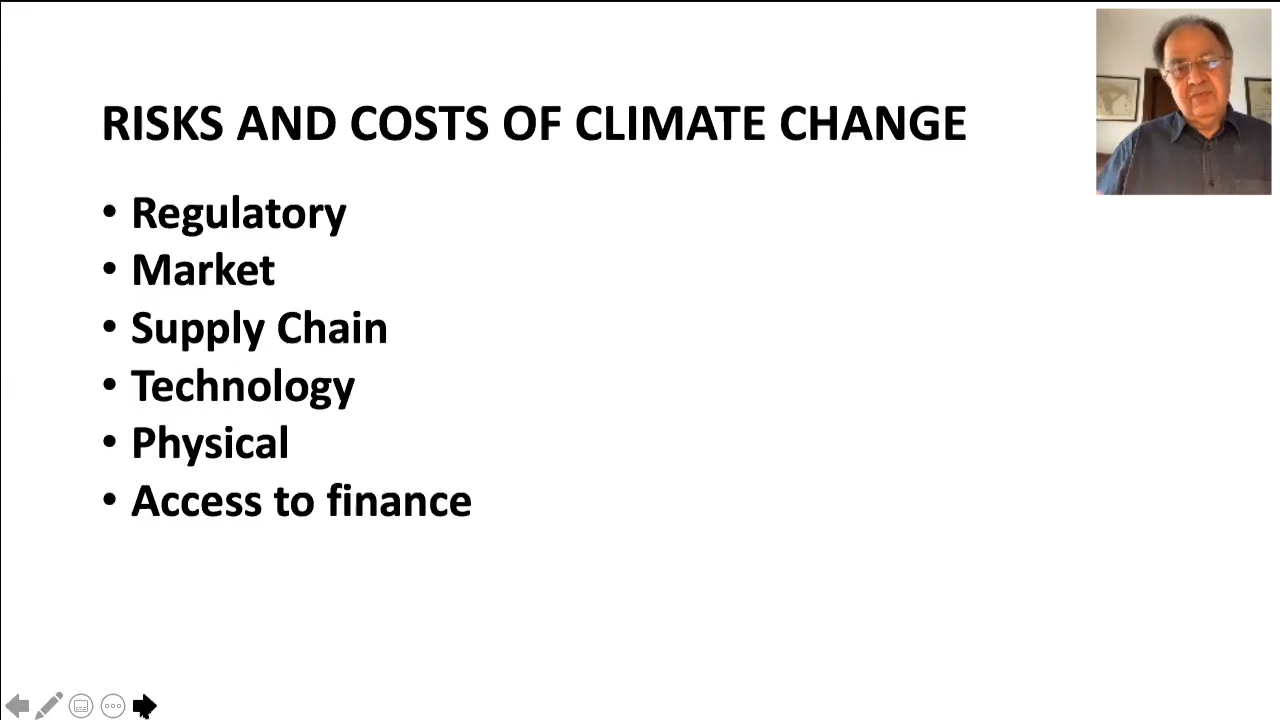 RISKS AND COSTS OF CLIMATE CHANGE
• Regulatory
• Market
• Supply Chain
• Technology
• Physical
• Access to finance